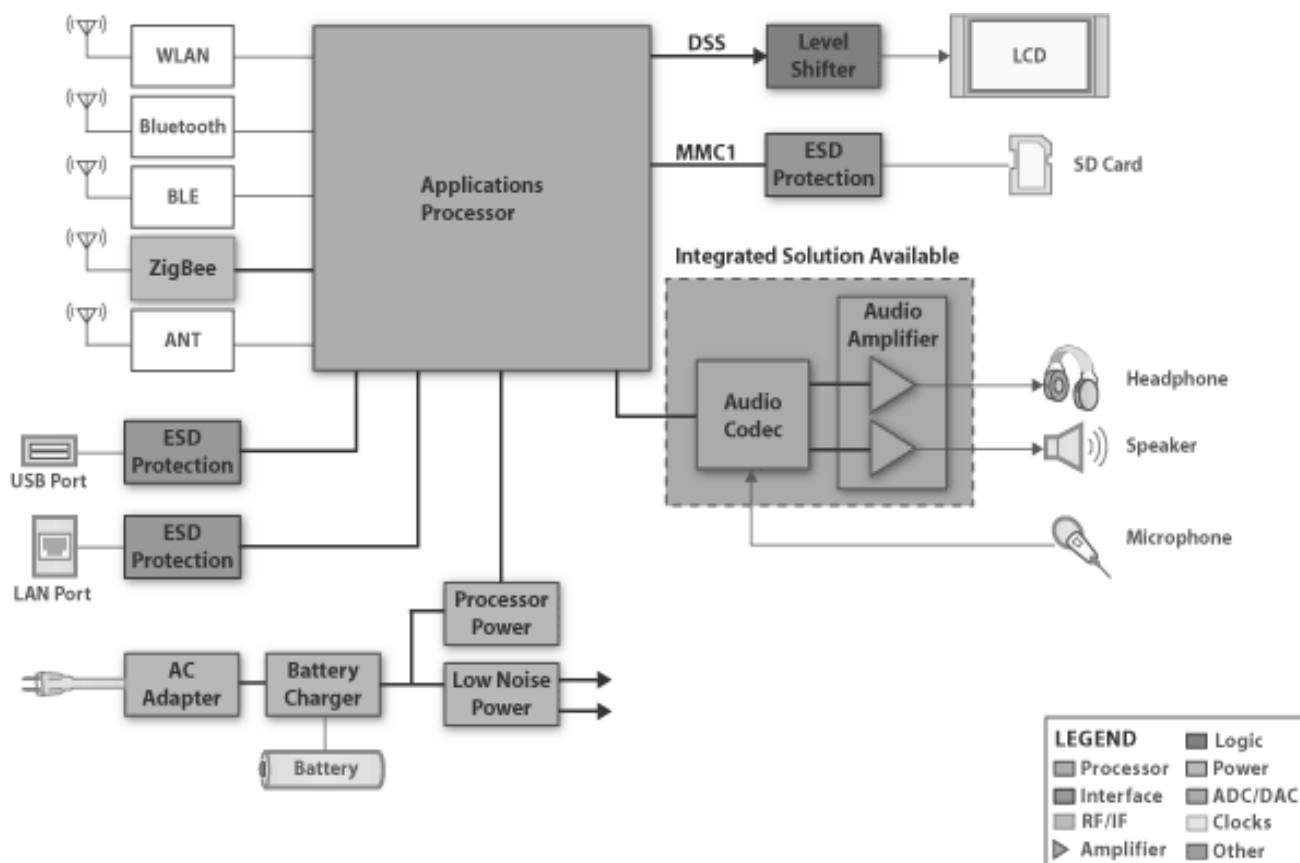 WLAN
Bluetooth
BLE
ZigBee
ANT
Applications
Processor
DSS
Level
Shifter
LCD
MMC1
ESD
Protection
SD Card
Integrated Solution Available
Audio
Amplifier
Audio
Codec
Headphone
Speaker
Microphone
USB Port
ESD
Protection
LAN Port
ESD
Protection
Processor
Power
AC
Adapter
Battery
Charger
Low Noise
Power
Battery
LEGEND
Logic
Processor
Power
Interface
ADC/DAC
RF/IF
Clocks
Amplifier
Other